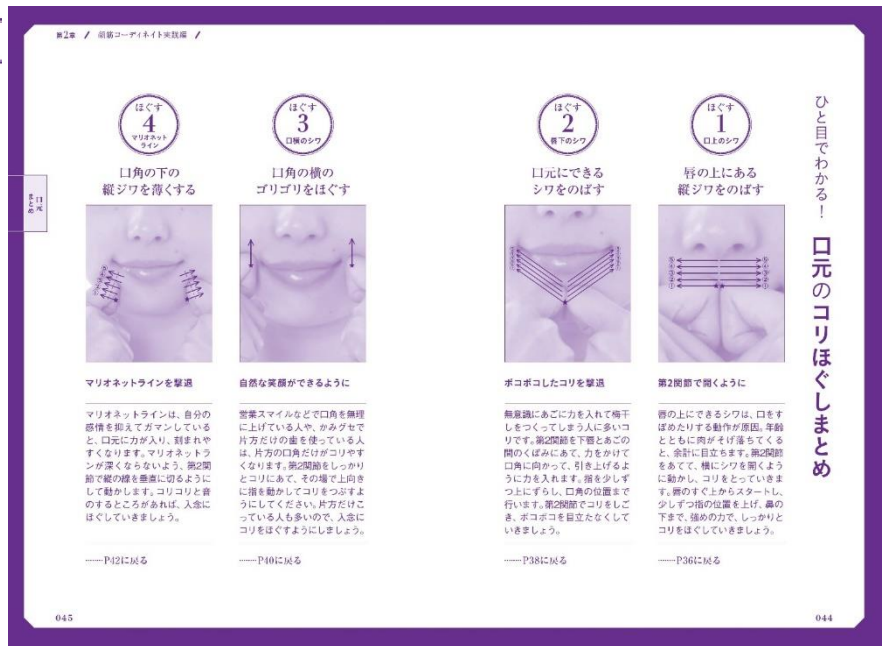 第2章 / 顔筋コーディネイト実践編 /
ひと目でわかる！ 口元のコリほぐしまとめ
ほぐす
1
口上のシワ
唇の上にある
縦ジワをのばす
第2関節で開くように
唇の上にできるシワは、口をす
ぼめたりする動作が原因。年齢
とともに肉がそげ落ちてくる
と、余計に目立ちます。第2関節
をあてて、横にシワを開くよう
に動かし、コリをとっていきま
す。唇のすぐ上からスタートし、
少しずつ指の位置を上げ、鼻の
下まで、強めの力で、しっかりと
コリをほぐしていきましょう。
P36に戻る
ほぐす
2
唇下のシワ
口元にできる
シワをのばす
ボコボコしたコリを撃退
無意識にあごに力を入れて梅干
しをつくってしまう人に多いコ
リです。第2関節を下唇とあごの
間のくぼみにあて、力をかけて
口角に向かって、引き上げるよ
うに力を入れます。指を少しず
つ上にずらし、口角の位置まで
行います。第2関節でコリをしご
き、ボコボコを目立たなくして
いきましょう。
P38に戻る
ほぐす
3
口横のシワ
口角の横の
ゴリゴリをほぐす
自然な笑顔ができるように
営業スマイルなどで口角を無理
に上げている人や、かみグセで
片方だけの歯を使っている人
は、片方の口角だけがコリやす
くなります。第2関節をしっかり
とコリにあて、その場で上向き
に指を動かしてコリをつぶすよ
うにしてください。片方だけこ
っている人も多いので、入念に
コリをほぐすようにしましょう。
P40に戻る
ほぐす
4
マリオネット
ライン
口角の下の
縦ジワを薄くする
マリオネットラインを撃退
マリオネットラインは、自分の
感情を抑えてガマンしている
と、口元に力が入り、刻まれや
すくなります。マリオネットラ
インが深くならないよう、第2関
節で縦の線を垂直に切るように
して動かします。コリコリと音
のするところがあれば、入念に
ほぐしていきましょう。
P42に戻る
口元
まとめ
044
045